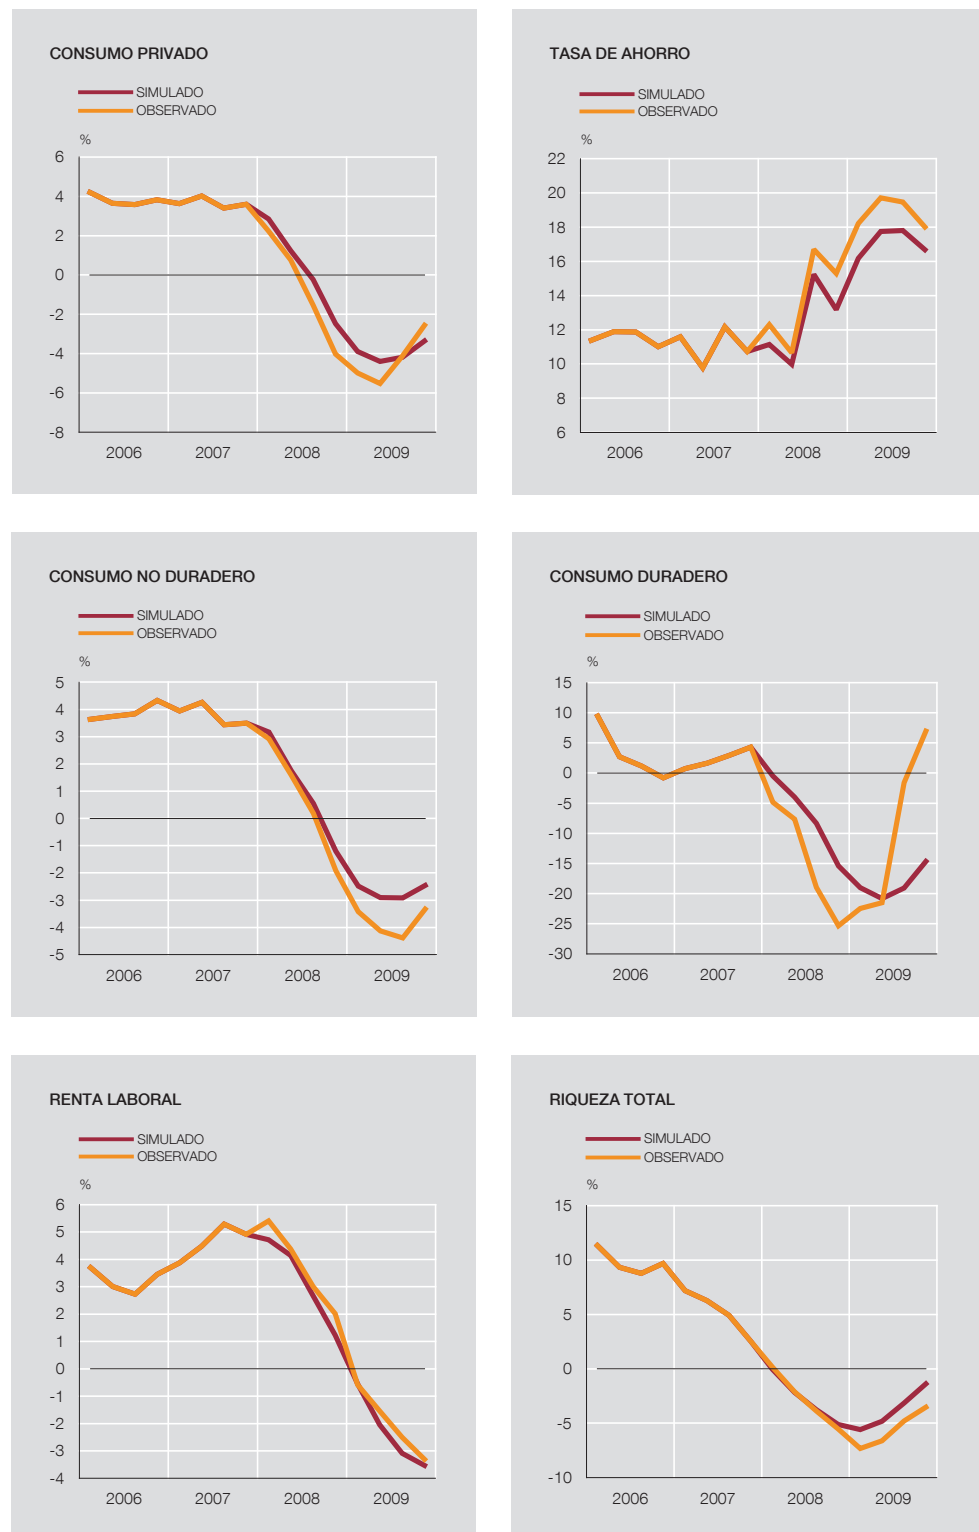 CONSUMO PRIVADO
SIMULADO
OBSERVADO
%
6
4
2
0
-2
-4
-6
-8
2006 2007 2008 2009
TASA DE AHORRO
SIMULADO
OBSERVADO
%
22
20
18
16
14
12
10
8
6
2006 2007 2008 2009
CONSUMO NO DURADERO
SIMULADO
OBSERVADO
%
5
4
3
2
1
0
-1
-2
-3
-4
-5
2006 2007 2008 2009
CONSUMO DURADERO
SIMULADO
OBSERVADO
%
15
10
5
0
-5
-10
-15
-20
-25
-30
2006 2007 2008 2009
RENTA LABORAL
SIMULADO
OBSERVADO
%
6
5
4
3
2
1
0
-1
-2
-3
-4
2006 2007 2008 2009
RIQUEZA TOTAL
SIMULADO
OBSERVADO
%
15
10
5
0
-5
-10
2006 2007 2008 2009